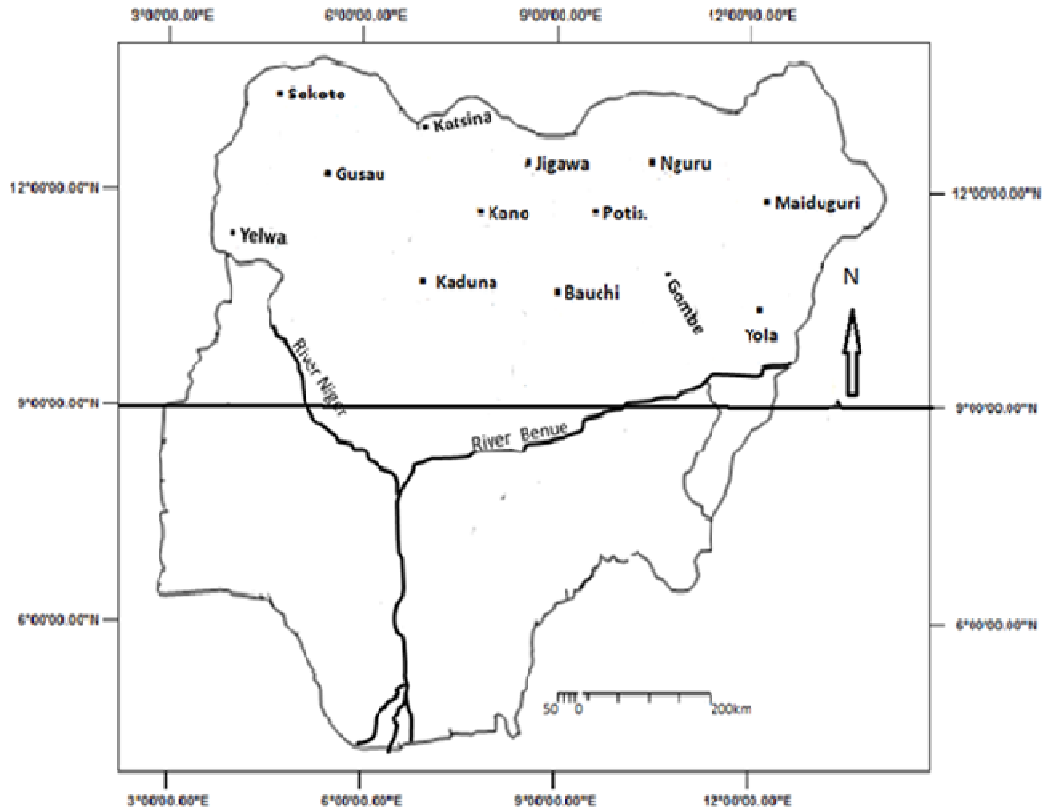 3°00'00.00"E 6°00'00.00"E 9°00'00.00"E 12°00'00.00"E
Sokoto
Katsina
Jigawa
Nguru
Gusau
12°00'00.00"N
12°00'00.00"N
Maiduguri
Kano
Potis.
Yelwa
N
Kaduna
Bauchi
Gombe
Yola
River Niger
9°00'00.00"N
9°00'00.00"N
River Benue
6°00'00.00"N
6°00'00.00"N
50 0 200km
3°00'00.00"E 6°00'00.00"E 9°00'00.00"E 12°00'00.00"E